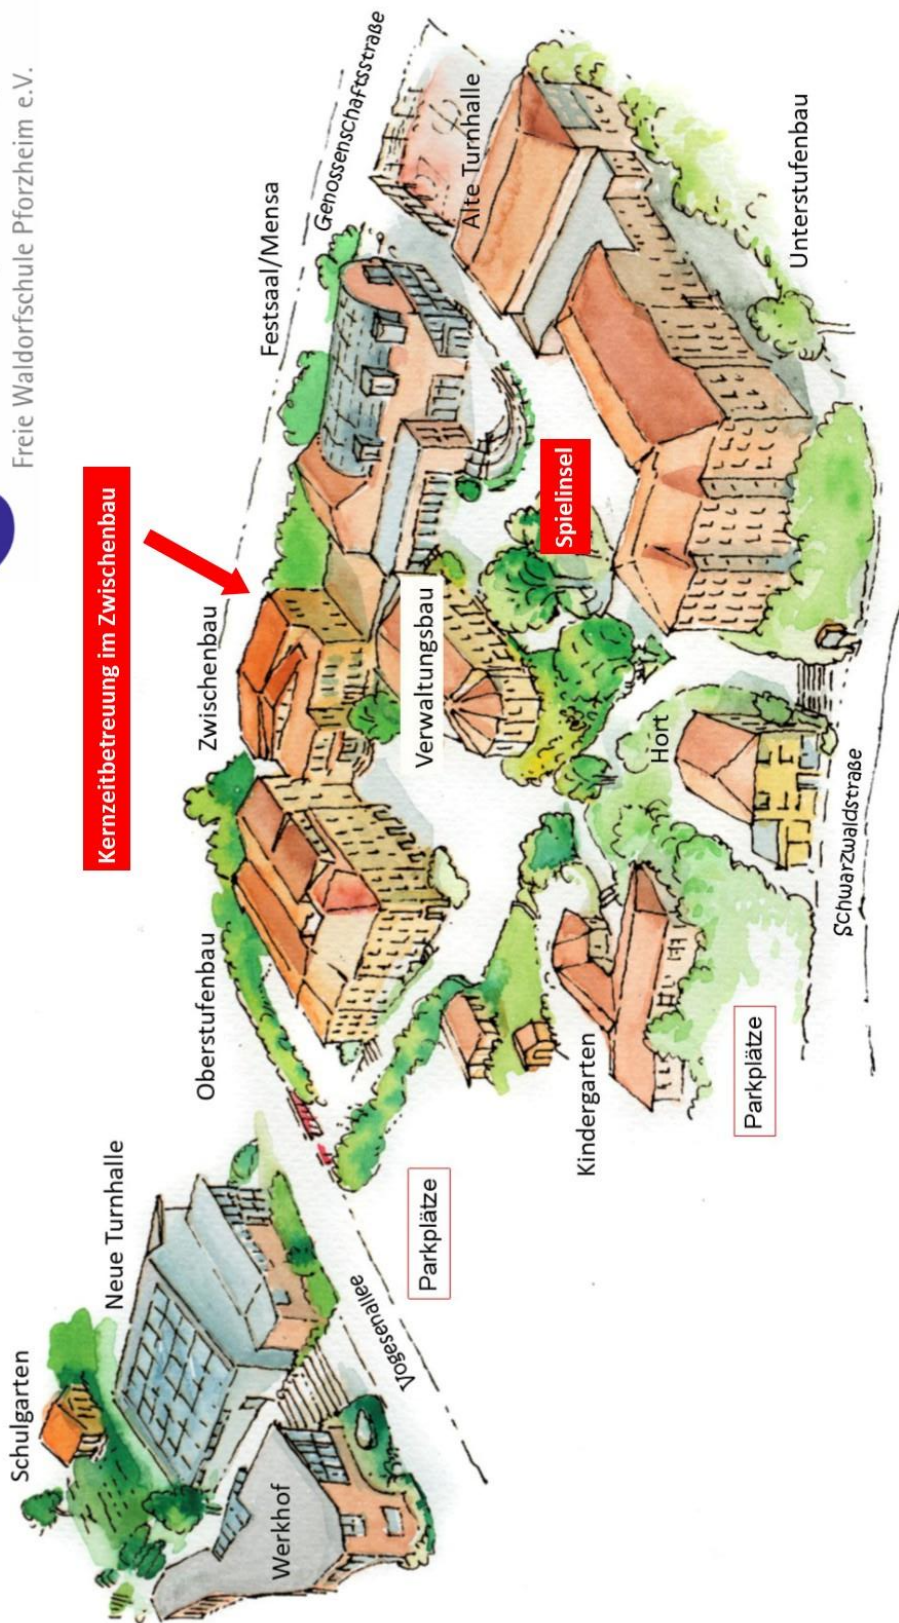 Freie Waldorfschule Pforzheim e.V.
Kernzeitbetreuung im Zwischenbau
Schulgarten
Neue Turnhalle
Oberstufenbau
Zwischenbau
Festsaal/Mensa
Genossenschaftsstraße
Werkhof
Vogesenallee
Parkplätze
Verwaltungsbau
Spielinsel
Alte Turnhalle
Kindergarten
Hort
Parkplätze
Schwarzwaldstraße
Unterstufenbau